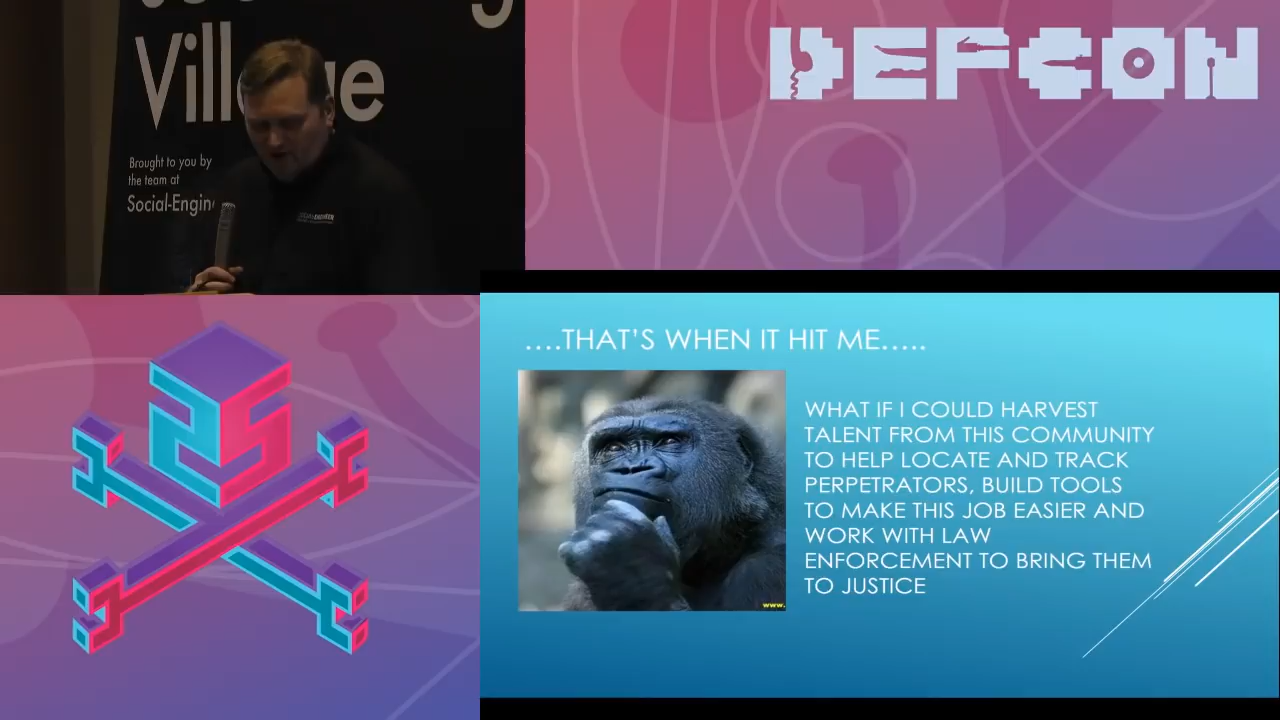 Village
Brought to you by
the team at
Social-Engin
DEFCON
....THAT'S WHEN IT HIT ME.....
WHAT IF I COULD HARVEST
TALENT FROM THIS COMMUNITY
TO HELP LOCATE AND TRACK
PERPETRATORS, BUILD TOOLS
TO MAKE THIS JOB EASIER AND
WORK WITH LAW
ENFORCEMENT TO BRING THEM
TO JUSTICE
www.